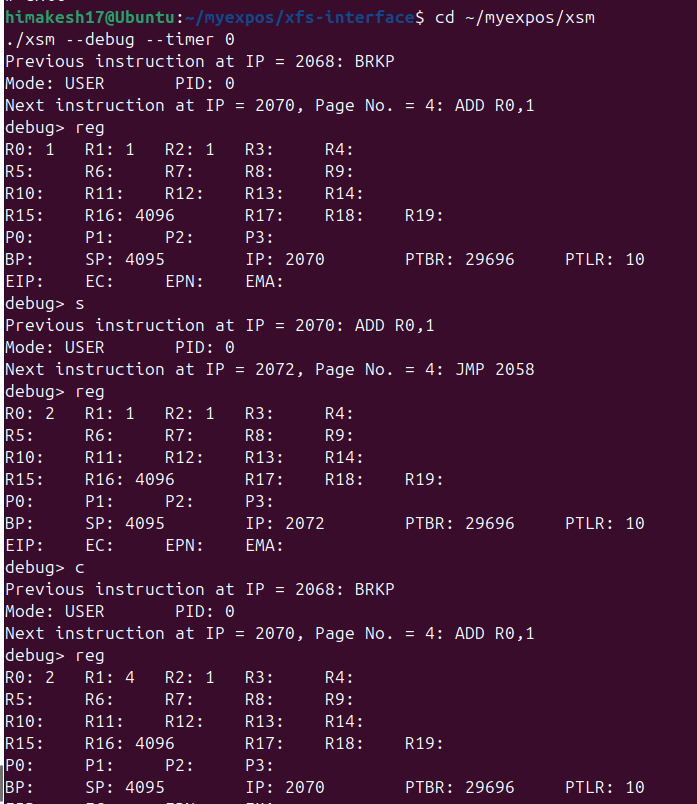 himakesh17@Ubuntu:~/myexpos/xfs-interface$ cd ~/myexpos/xsm
./xsm --debug --timer 0
Previous instruction at IP = 2068: BRKP
Mode: USER PID: 0
Next instruction at IP = 2070, Page No. = 4: ADD R0,1
debug> reg
R0: 1 R1: 1 R2: 1 R3: R4:
R5: R6: R7: R8: R9:
R10: R11: R12: R13: R14:
R15: R16: 4096 R17: R18: R19:
P0: P1: P2: P3:
BP: SP: 4095 IP: 2070 PTBR: 29696 PTLR: 10
EIP: EC: EPN: EMA:
debug> s
Previous instruction at IP = 2070: ADD R0,1
Mode: USER PID: 0
Next instruction at IP = 2072, Page No. = 4: JMP 2058
debug> reg
R0: 2 R1: 1 R2: 1 R3: R4:
R5: R6: R7: R8: R9:
R10: R11: R12: R13: R14:
R15: R16: 4096 R17: R18: R19:
P0: P1: P2: P3:
BP: SP: 4095 IP: 2072 PTBR: 29696 PTLR: 10
EIP: EC: EPN: EMA:
debug> c
Previous instruction at IP = 2068: BRKP
Mode: USER PID: 0
Next instruction at IP = 2070, Page No. = 4: ADD R0,1
debug> reg
R0: 2 R1: 4 R2: 1 R3: R4:
R5: R6: R7: R8: R9:
R10: R11: R12: R13: R14:
R15: R16: 4096 R17: R18: R19:
P0: P1: P2: P3:
BP: SP: 4095 IP: 2070 PTBR: 29696 PTLR: 10